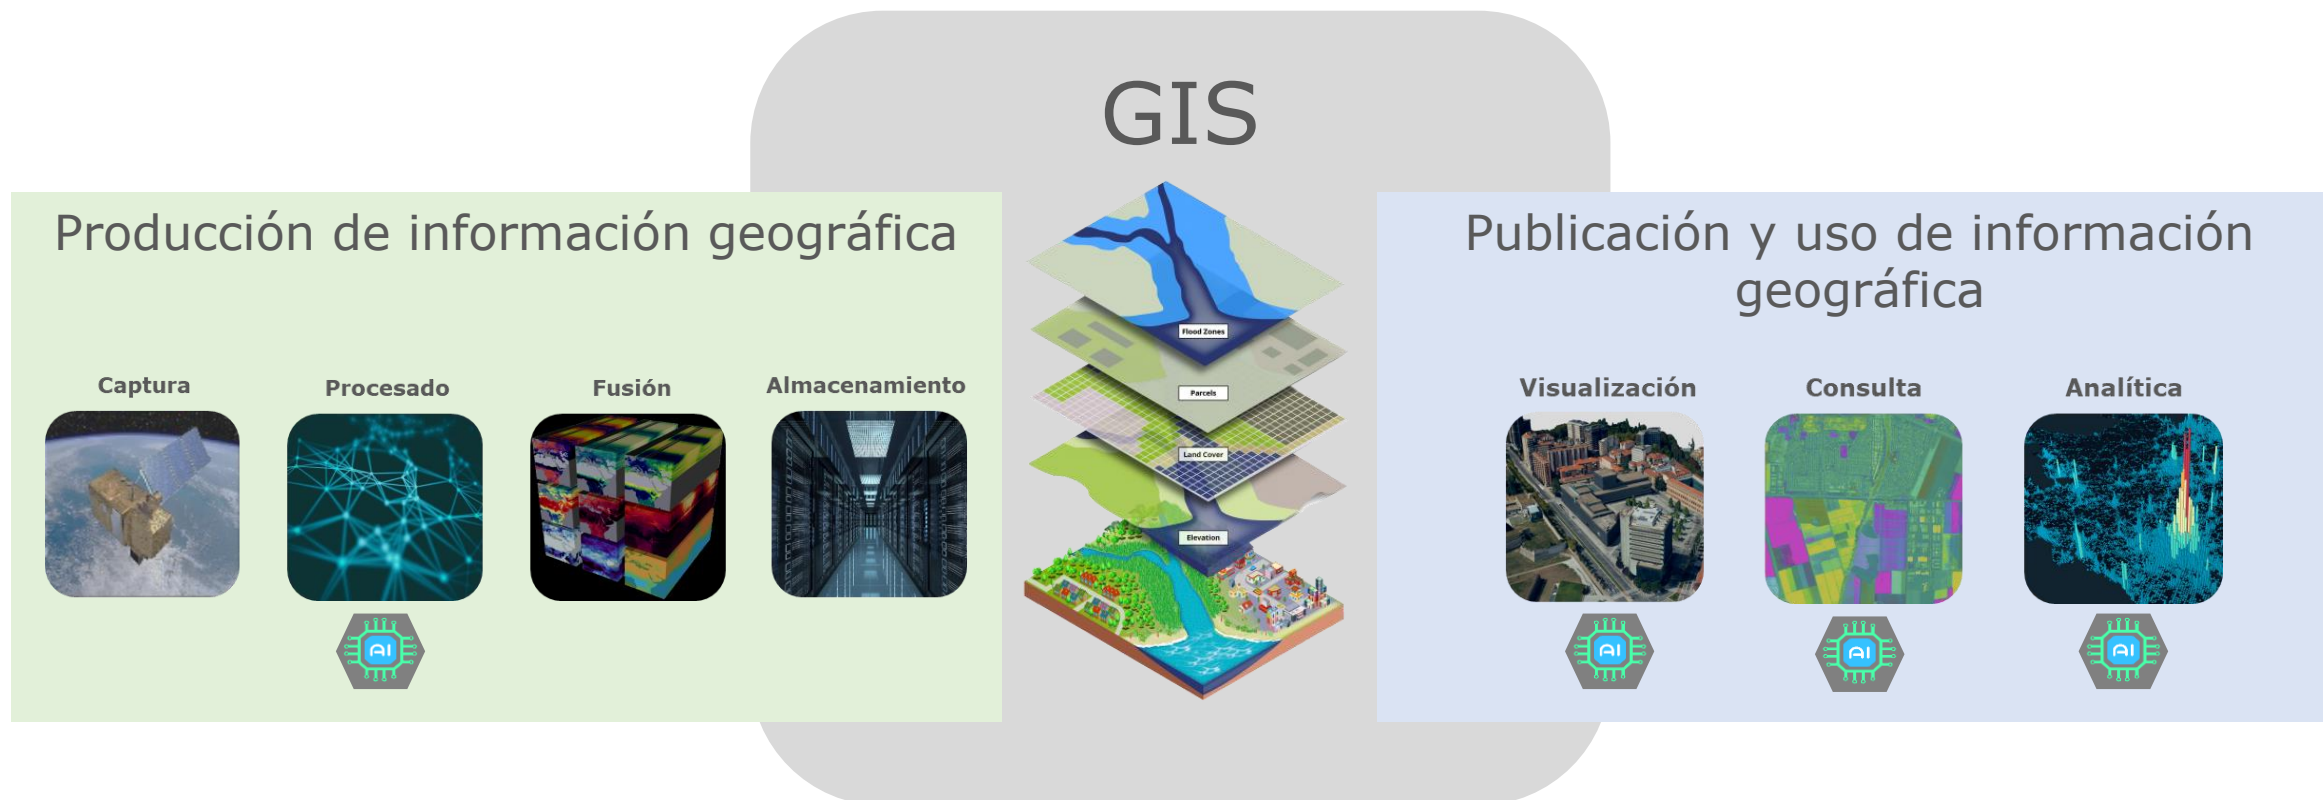 GIS
Producción de información geográfica
Captura
Procesado
Fusión
Almacenamiento
AI
Flood Zones
Parcels
Land Cover
Elevation
Publicación y uso de información
geográfica
Visualización
Consulta
Analítica
AI
AI
AI